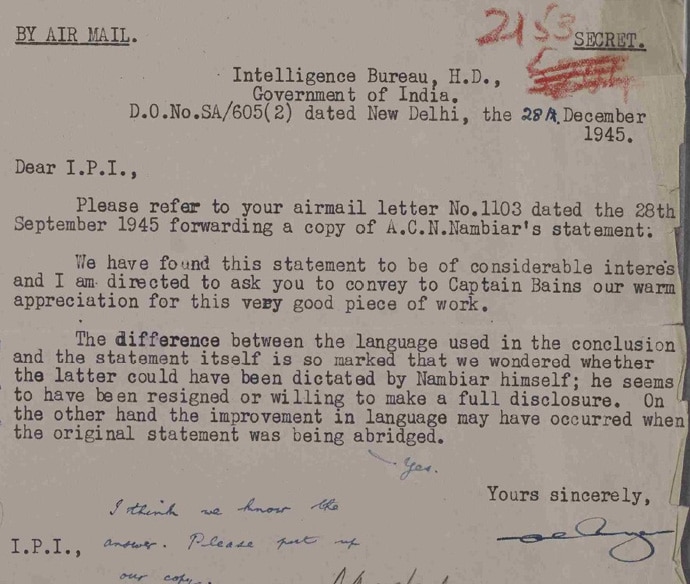 BY AIR MAIL.
2153
SECRET.
Intelligence Bureau, H.D.,
Government of India.
D.O.No.SA/605(2) dated New Delhi, the 28th December
1945.
Dear I.P.I.,
Please refer to your airmail letter No.1103 dated the 28th
September 1945 forwarding a copy of A.C.N.Nambiar's statement.
We have found this statement to be of considerable interes
and I am directed to ask you to convey to Captain Bains our warm
appreciation for this very good piece of work.
The difference between the language used in the conclusion
and the statement itself is so marked that we wondered whether
the latter could have been dictated by Nambiar himself; he seems
to have been resigned or willing to make a full disclosure. On
the other hand the improvement in language may have occurred when
the original statement was being abridged.
Yes.
Yours sincerely,
I think we know the
I.P.I., answer. Please put up
our copy.